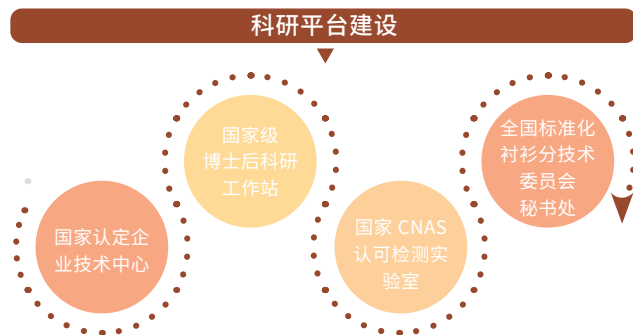 科研平台建设
国家认定企
业技术中心
国家级
博士后科研
工作站
国家 CNAS
认可检测实
验室
全国标准化
衬衫分技术
委员会
秘书处